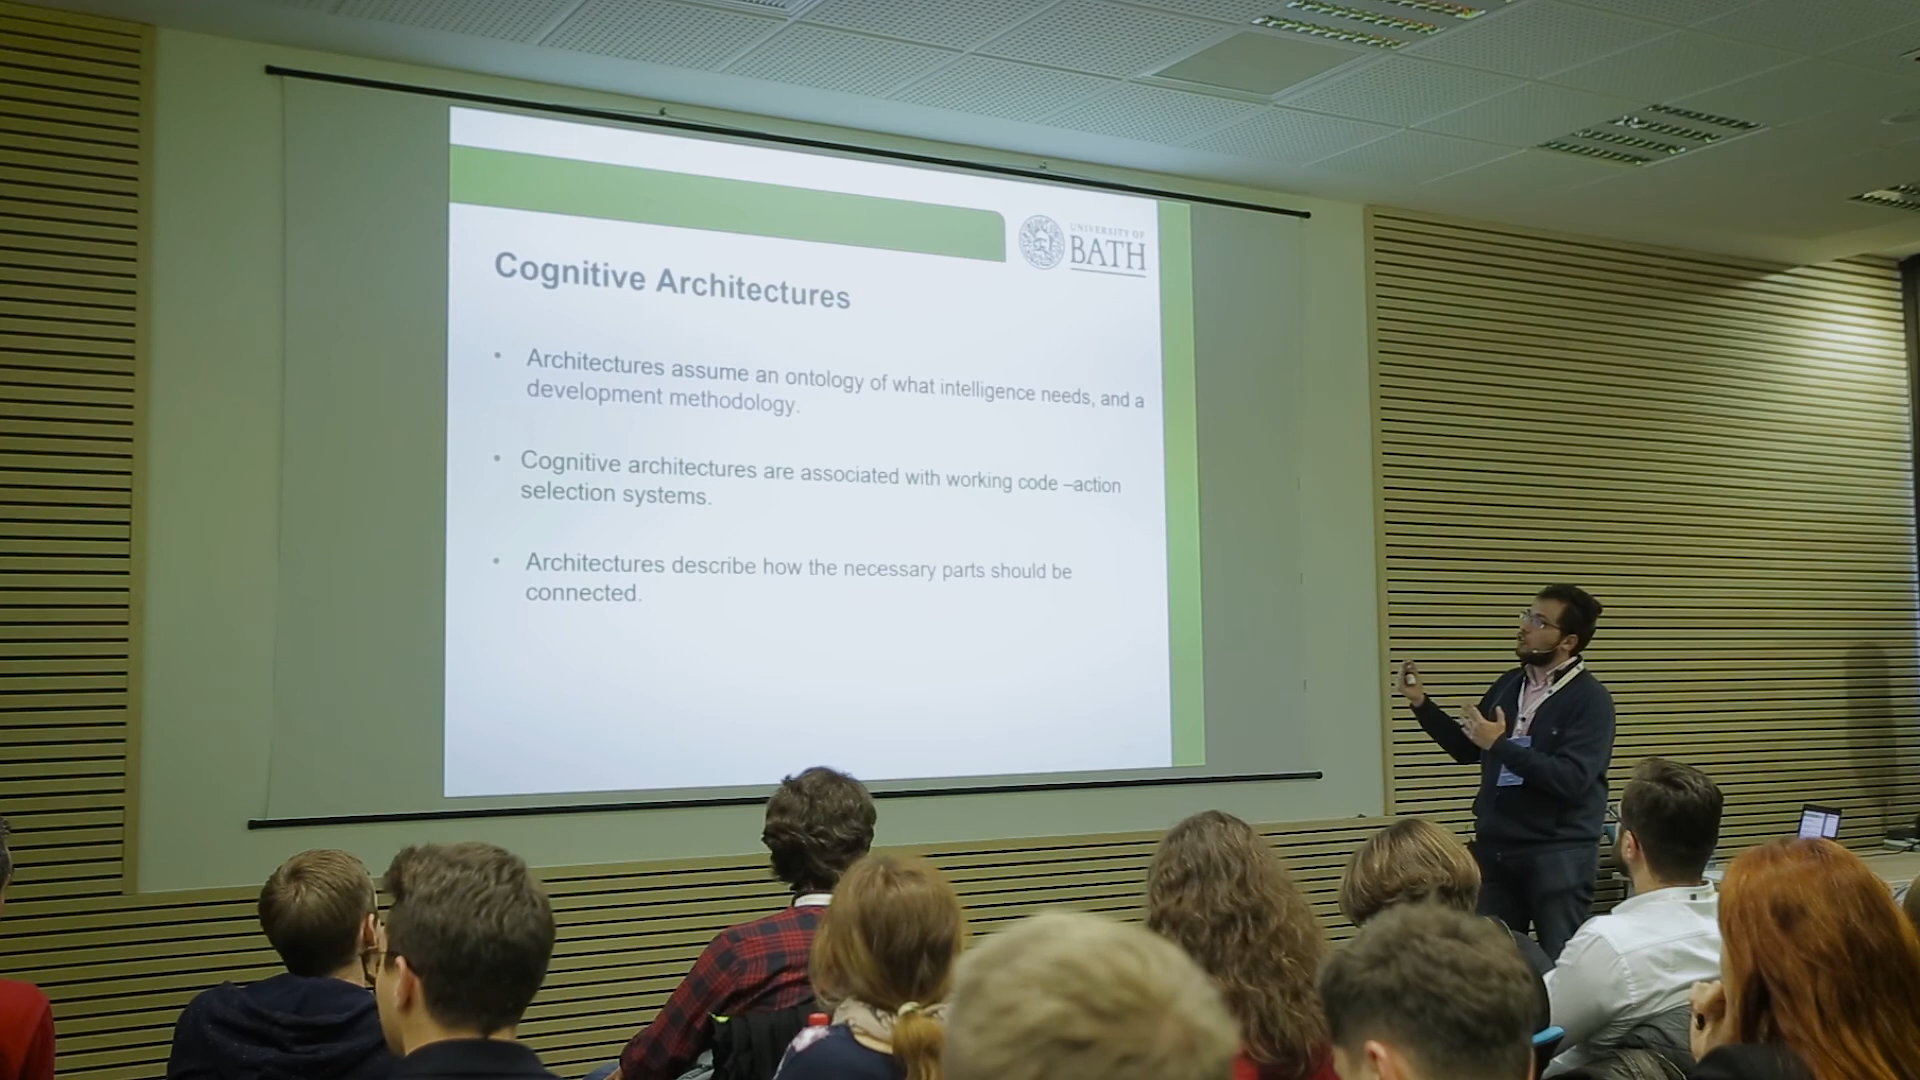 UNIVERSITY OF
BATH
Cognitive Architectures
• Architectures assume an ontology of what intelligence needs, and a
development methodology.
• Cognitive architectures are associated with working code –action
selection systems.
• Architectures describe how the necessary parts should be
connected.